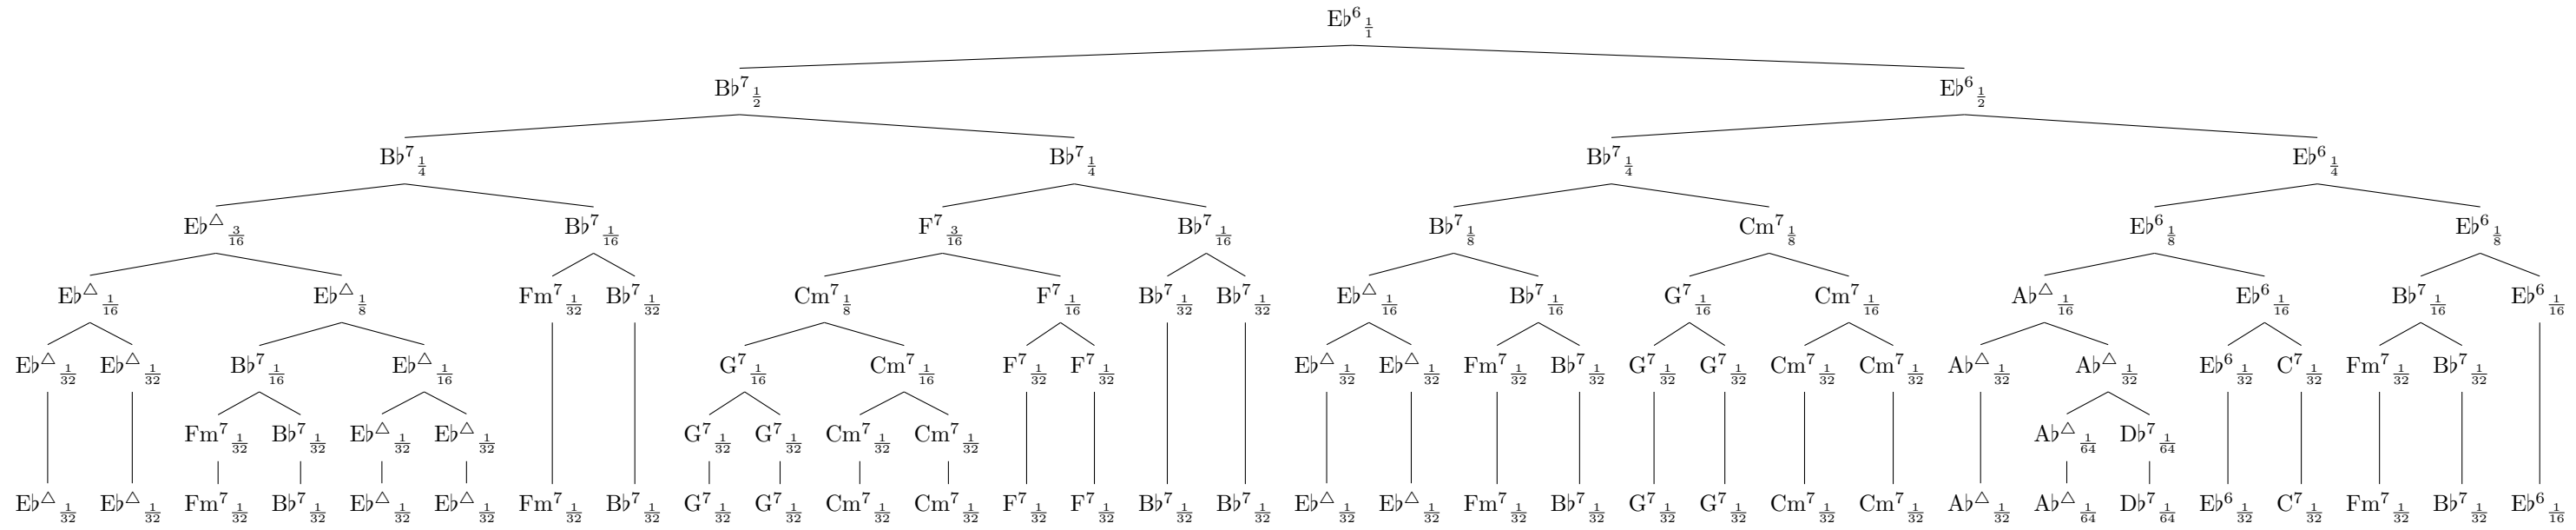 E♭⁶ 1/1
B♭⁷ 1/2 E♭⁶ 1/2
B♭⁷ 1/4 B♭⁷ 1/4 B♭⁷ 1/4 E♭⁶ 1/4
E♭△ 3/16 B♭⁷ 1/16 F⁷ 3/16 B♭⁷ 1/16 B♭⁷ 1/8 Cm⁷ 1/8 E♭⁶ 1/8 E♭⁶ 1/8
E♭△ 1/16 E♭△ 1/8 Fm⁷ 1/32 B♭⁷ 1/32 Cm⁷ 1/8 F⁷ 1/16 B♭⁷ 1/32 B♭⁷ 1/32 E♭△ 1/16 B♭⁷ 1/16 G⁷ 1/16 Cm⁷ 1/16 A♭△ 1/16 E♭⁶ 1/16 B♭⁷ 1/16 E♭⁶ 1/16
E♭△ 1/32 E♭△ 1/32 B♭⁷ 1/16 E♭△ 1/16 G⁷ 1/16 Cm⁷ 1/16 F⁷ 1/32 F⁷ 1/32 E♭△ 1/32 E♭△ 1/32 Fm⁷ 1/32 B♭⁷ 1/32 G⁷ 1/32 G⁷ 1/32 Cm⁷ 1/32 Cm⁷ 1/32 A♭△ 1/32 A♭△ 1/32 E♭⁶ 1/32 C⁷ 1/32 Fm⁷ 1/32 B♭⁷ 1/32
Fm⁷ 1/32 B♭⁷ 1/32 E♭△ 1/32 E♭△ 1/32 G⁷ 1/32 G⁷ 1/32 Cm⁷ 1/32 Cm⁷ 1/32 A♭△ 1/64 D♭⁷ 1/64
E♭△ 1/32 E♭△ 1/32 Fm⁷ 1/32 B♭⁷ 1/32 E♭△ 1/32 E♭△ 1/32 Fm⁷ 1/32 B♭⁷ 1/32 G⁷ 1/32 G⁷ 1/32 Cm⁷ 1/32 Cm⁷ 1/32 F⁷ 1/32 F⁷ 1/32 B♭⁷ 1/32 B♭⁷ 1/32 E♭△ 1/32 E♭△ 1/32 Fm⁷ 1/32 B♭⁷ 1/32 G⁷ 1/32 G⁷ 1/32 Cm⁷ 1/32 Cm⁷ 1/32 A♭△ 1/32 A♭△ 1/64 D♭⁷ 1/64 E♭⁶ 1/32 C⁷ 1/32 Fm⁷ 1/32 B♭⁷ 1/32 E♭⁶ 1/16